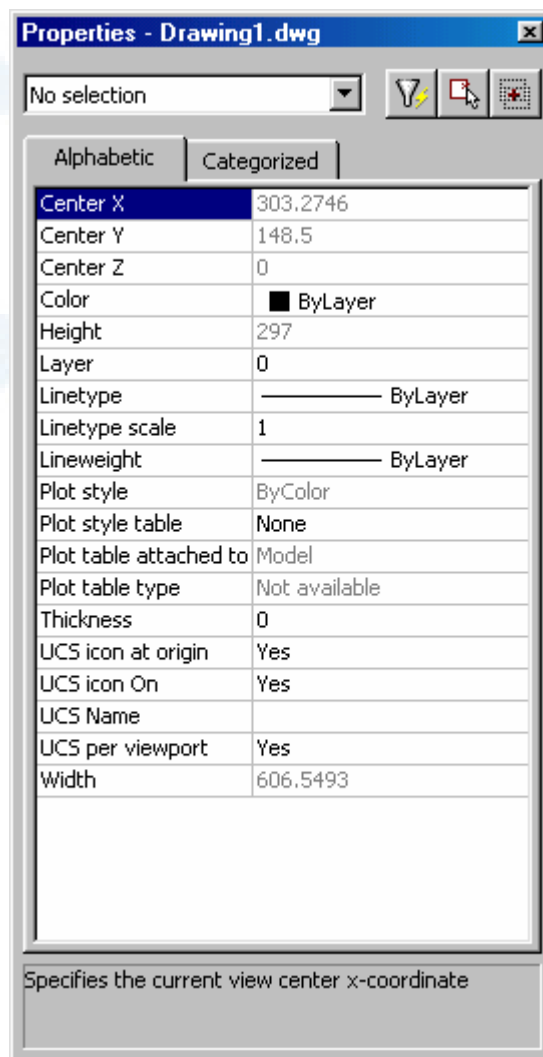 Properties - Drawing1.dwg
No selection
Alphabetic
Categorized
Center X 303.2746
Center Y 148.5
Center Z 0
Color ByLayer
Height 297
Layer 0
Linetype ByLayer
Linetype scale 1
Lineweight ByLayer
Plot style ByColor
Plot style table None
Plot table attached to Model
Plot table type Not available
Thickness 0
UCS icon at origin Yes
UCS icon On Yes
UCS Name
UCS per viewport Yes
Width 606.5493
Specifies the current view center x-coordinate